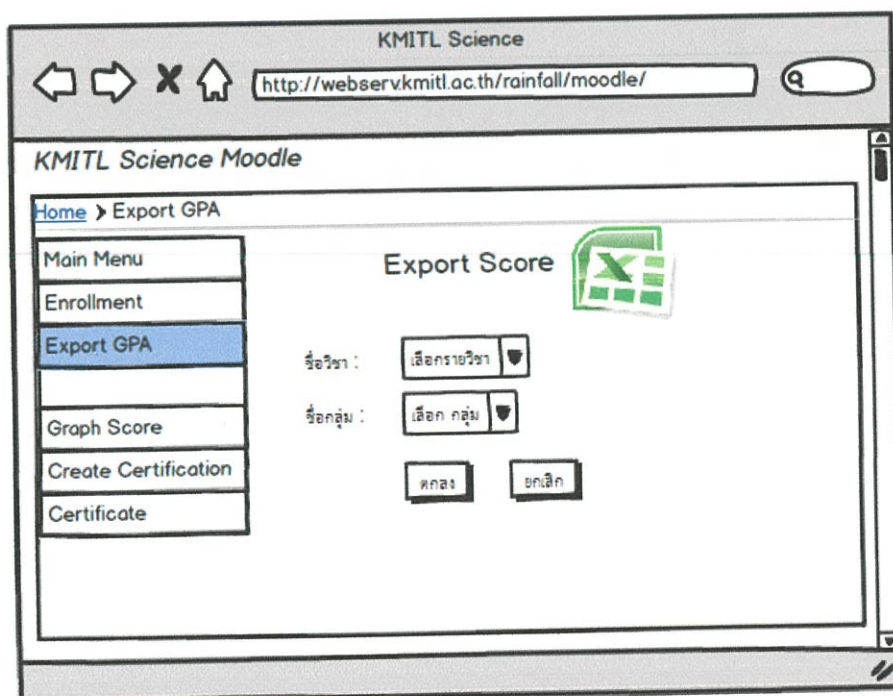 KMITL Science
http://webserv.kmitl.ac.th/rainfall/moodle/
KMITL Science Moodle
Home > Export GPA
Main Menu
Enrollment
Export GPA
Graph Score
Create Certification
Certificate
Export Score
ชื่อวิชา : เลือกรายวิชา
ชื่อกลุ่ม : เลือก กลุ่ม
ตกลง ยกเลิก